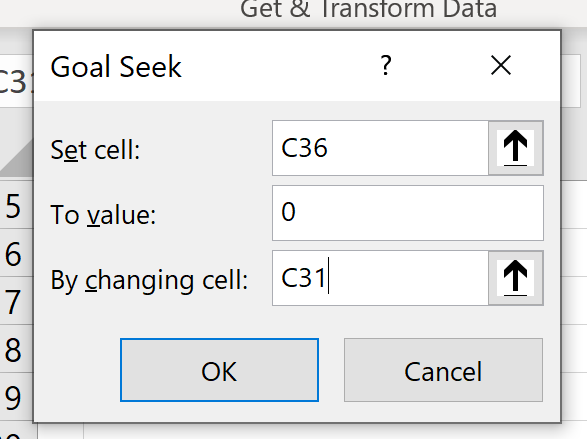 Get & Transform Data
Goal Seek ?
C31
Set cell: C36
To value: 0
By changing cell: C31
OK Cancel
5
6
7
8
9